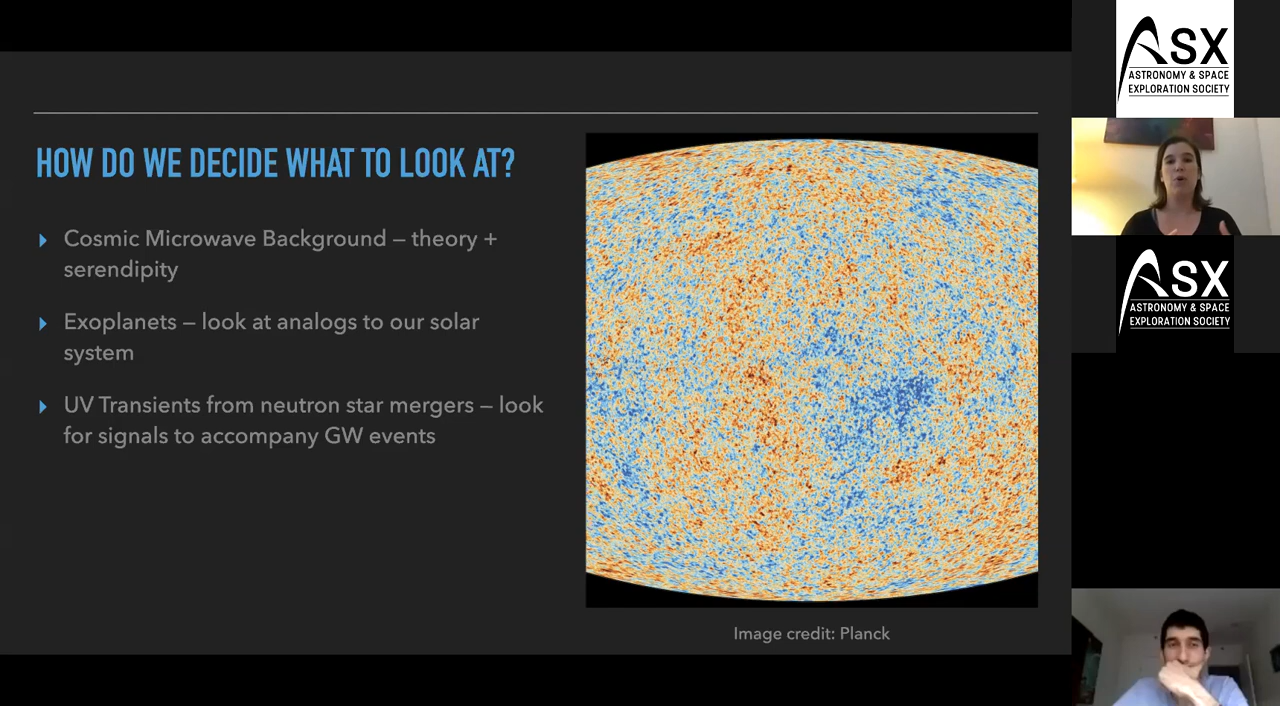 HOW DO WE DECIDE WHAT TO LOOK AT?
Cosmic Microwave Background – theory +
serendipity
Exoplanets – look at analogs to our solar
system
UV Transients from neutron star mergers – look
for signals to accompany GW events
Image credit: Planck
ASX
ASTRONOMY & SPACE
EXPLORATION SOCIETY
ASX
ASTRONOMY & SPACE
EXPLORATION SOCIETY